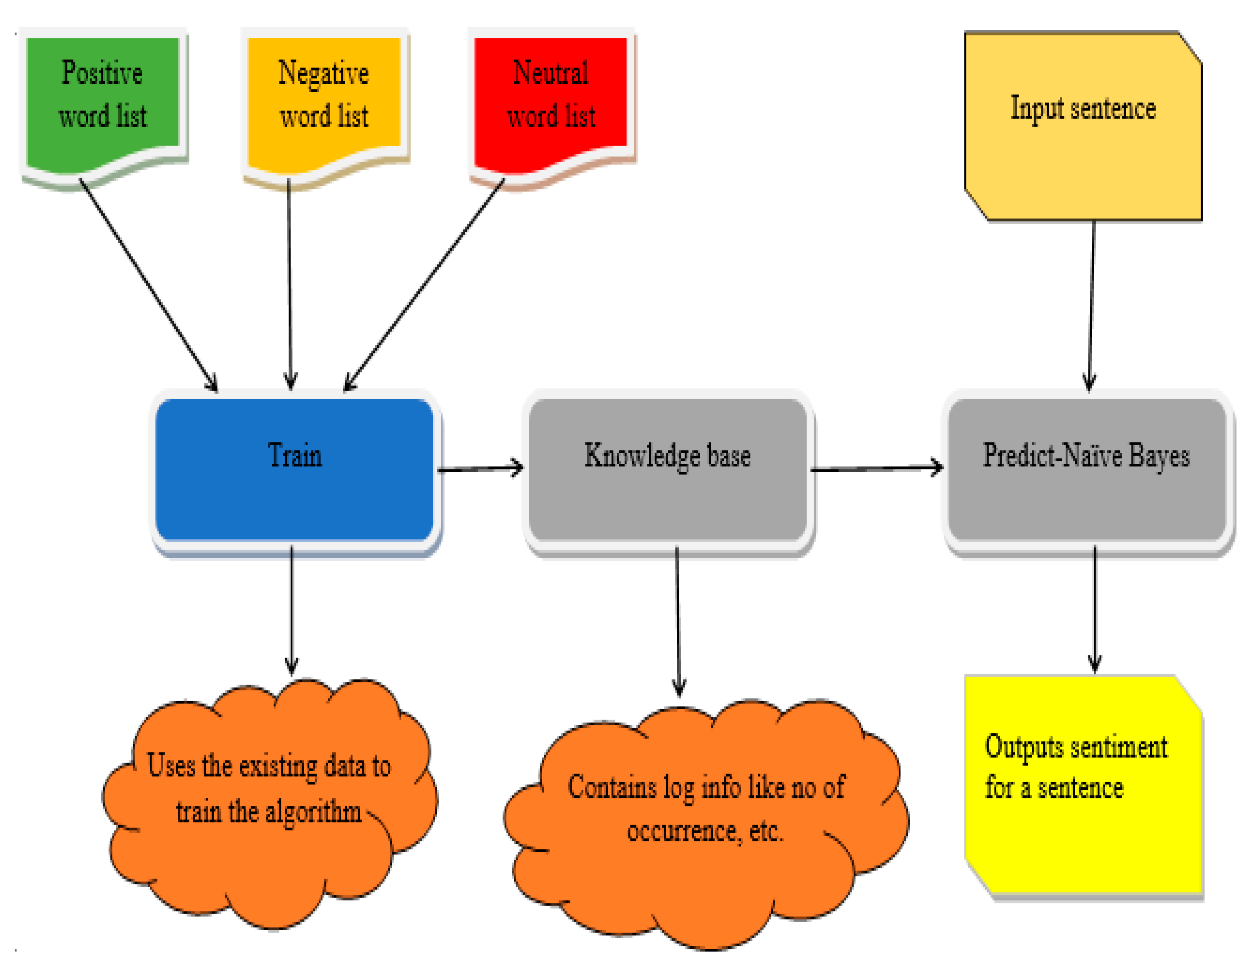 Positive
word list
Negative
word list
Neutral
word list
Input sentence
Train
Knowledge base
Predict-Naïve Bayes
Uses the existing data to
train the algorithm
Contains log info like no of
occurrence, etc.
Outputs sentiment
for a sentence